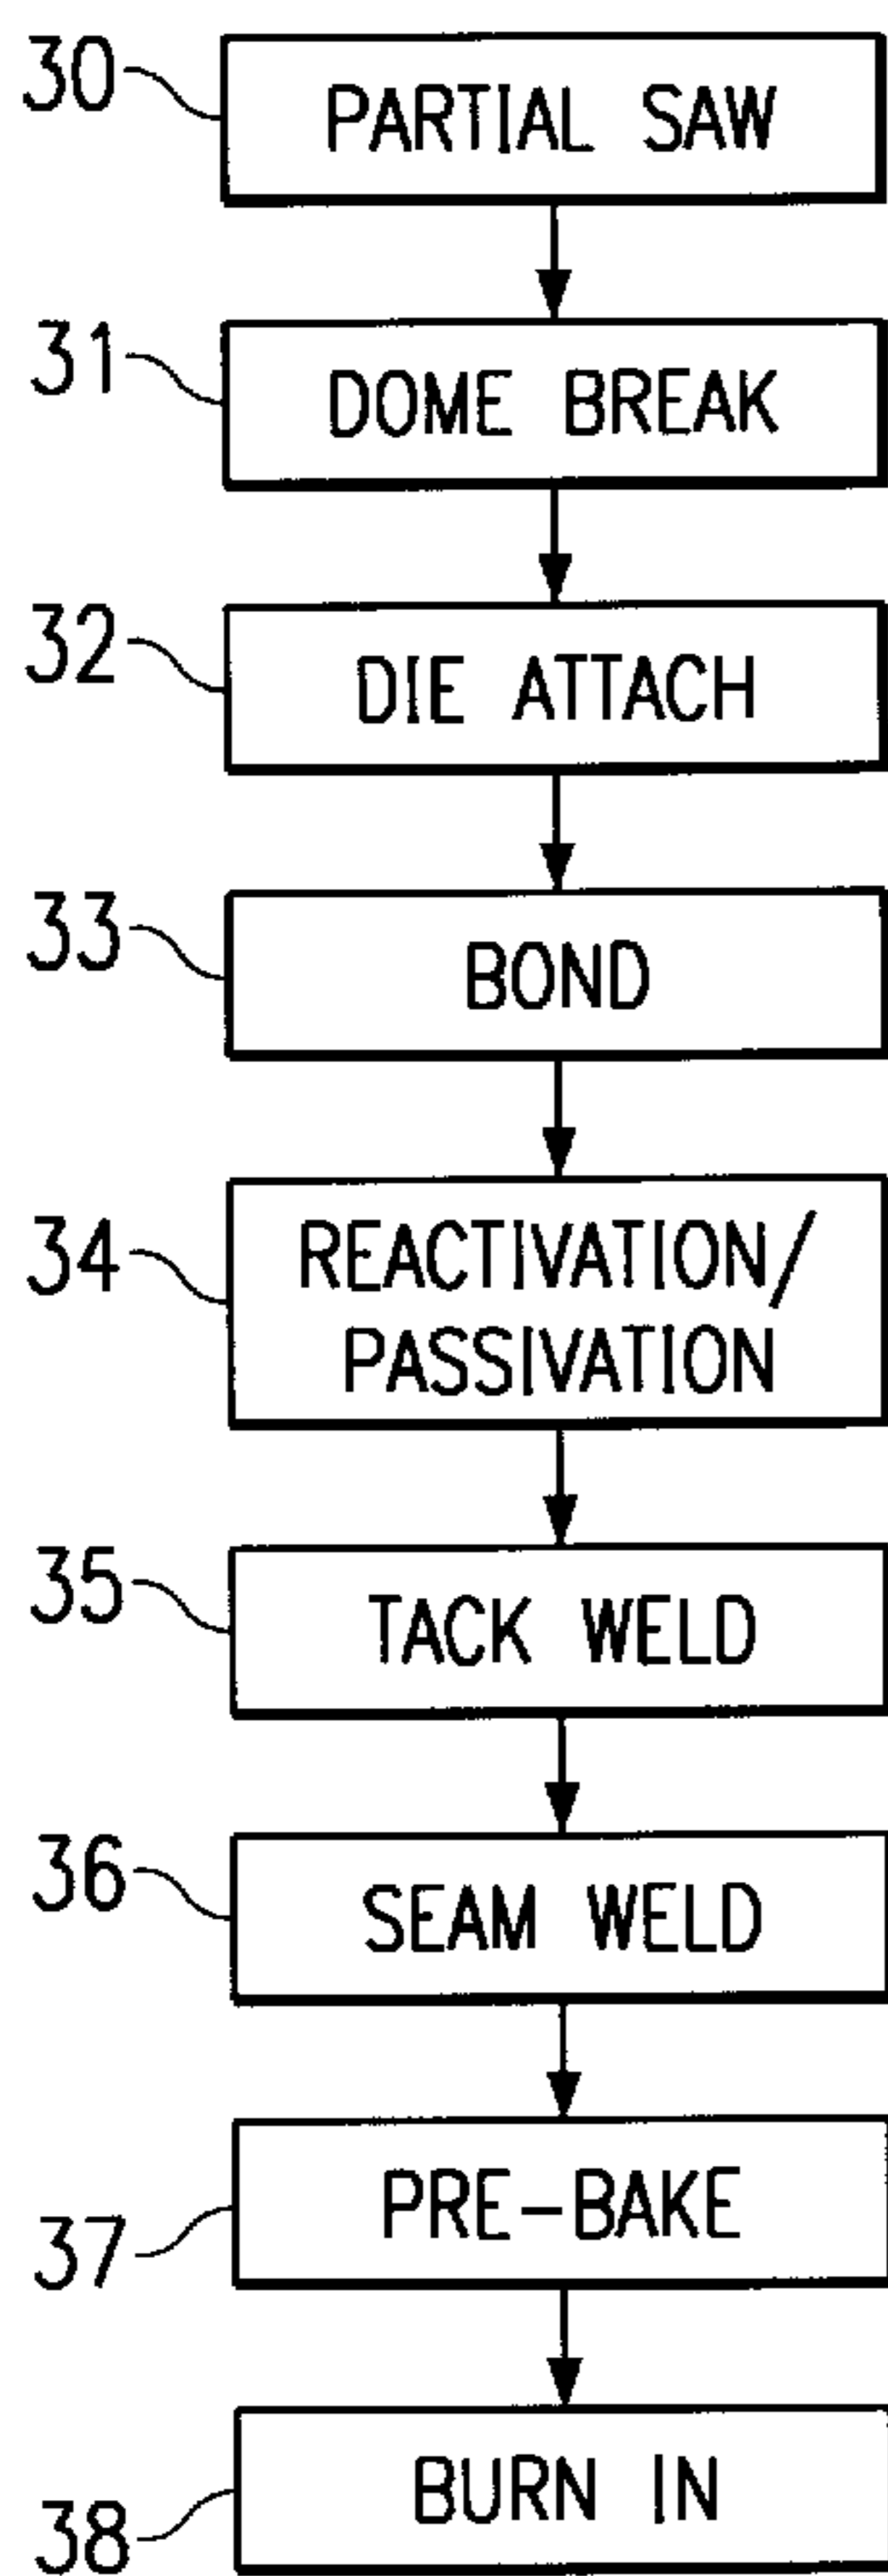 30 PARTIAL SAW
31 DOME BREAK
32 DIE ATTACH
33 BOND
34 REACTIVATION/
PASSIVATION
35 TACK WELD
36 SEAM WELD
37 PRE-BAKE
38 BURN IN